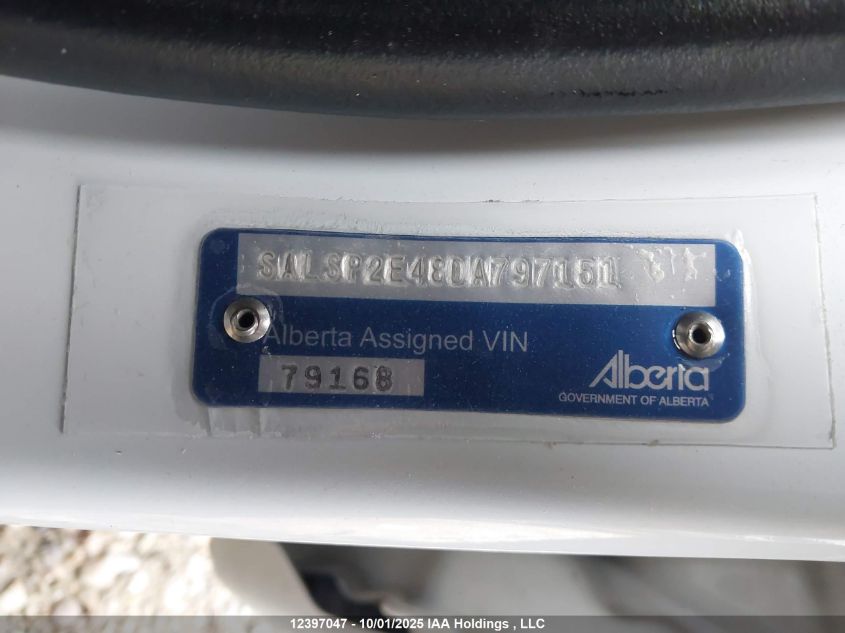 SALSP2E48DA797151
Alberta Assigned VIN
79168
Alberta
GOVERNMENT OF ALBERTA
12397047 - 10/01/2025 IAA Holdings , LLC